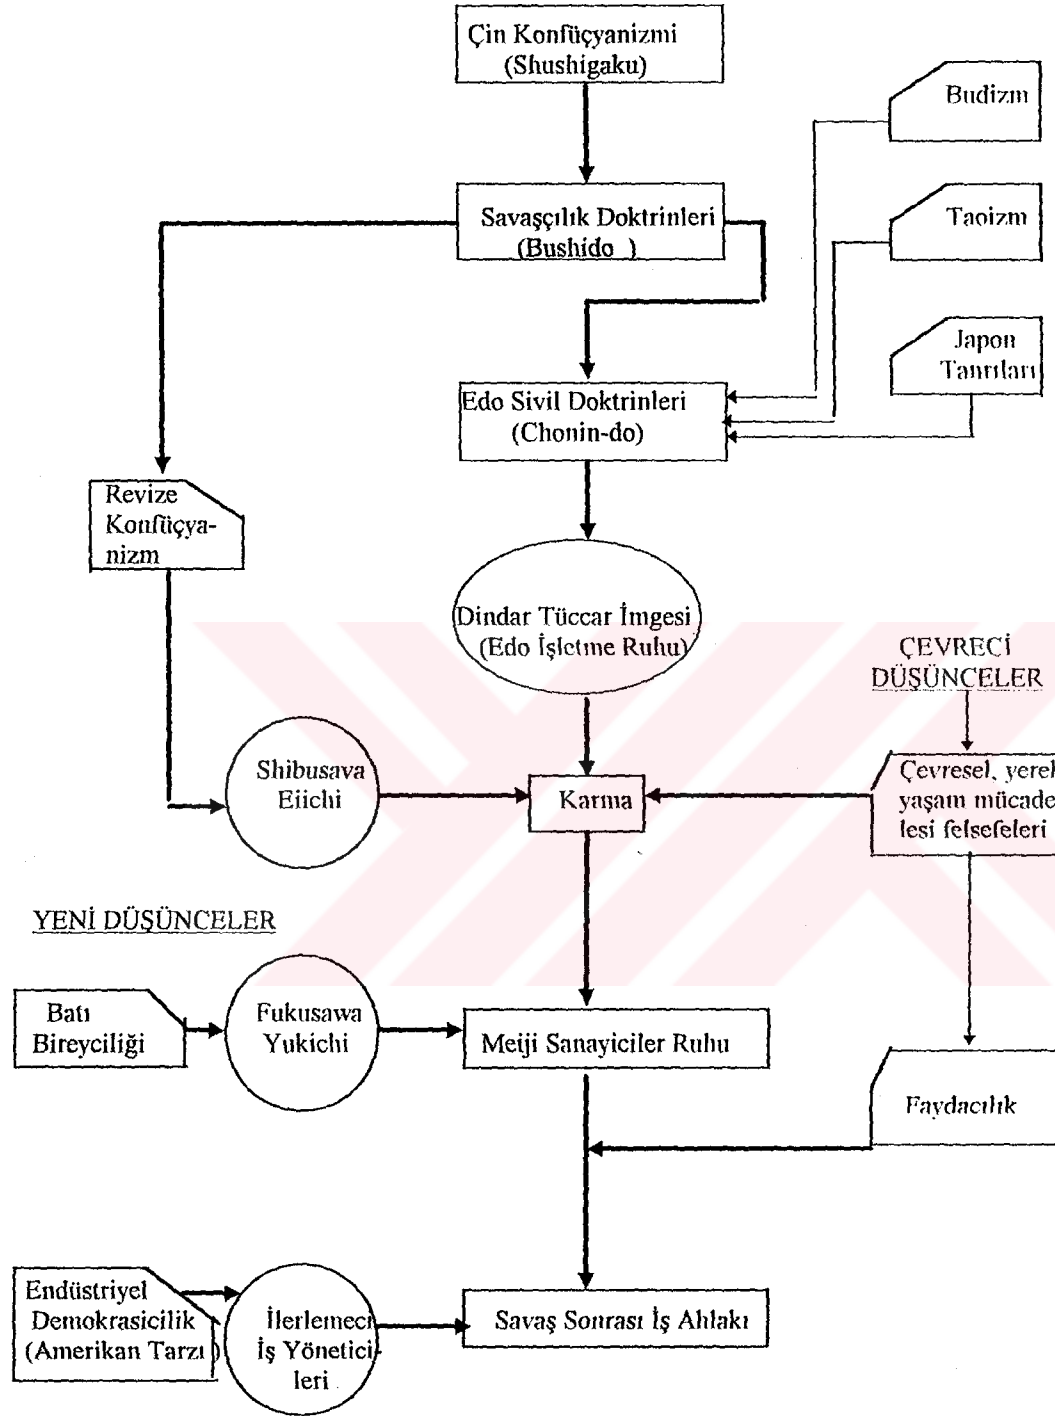 Çin Konfüçyanizmi
(Shushigaku)
Budizm
Savaşçılık Doktrinleri
(Bushido )
Taoizm
Japon
Tanrıları
Edo Sivil Doktrinleri
(Chonin-do)
Revize
Konfüçya-
nizm
Dindar Tüccar İmgesi
(Edo İşletme Ruhu)
ÇEVRECİ
DÜŞÜNCELER
Shibusava
Eiichi
Karma
Çevresel, yerel
yaşam mücade
lesi felsefeleri
YENİ DÜŞÜNCELER
Batı
Bireyciliği
Fukusawa
Yukichi
Meiji Sanayiciler Ruhu
Faydacılık
Endüstriyel
Demokrasicilik
(Amerikan Tarzı )
İlerlemeci
İş Yönetici-
leri
Savaş Sonrası İş Ahlakı